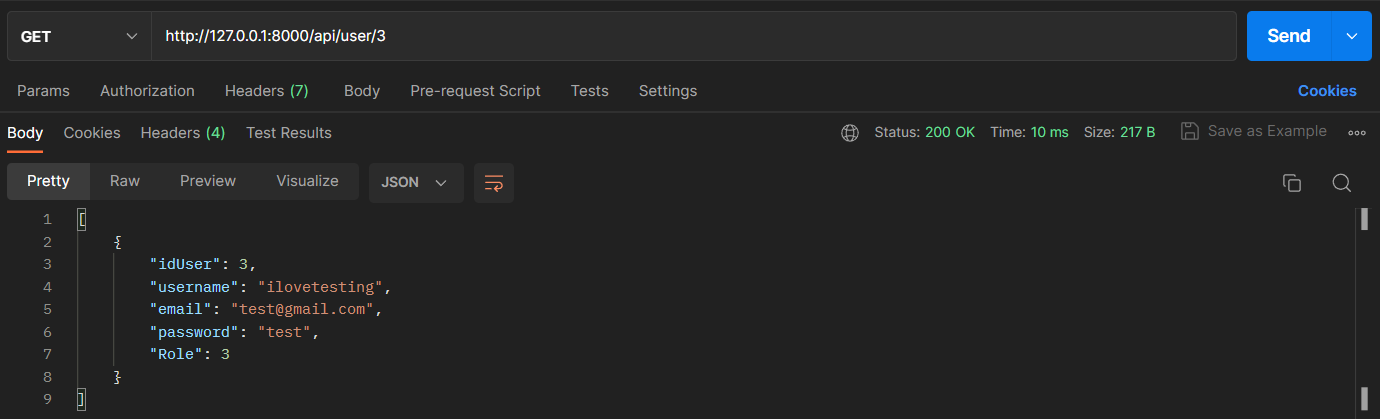 GET http://127.0.0.1:8000/api/user/3 Send
Params Authorization Headers (7) Body Pre-request Script Tests Settings Cookies
Body Cookies Headers (4) Test Results Status: 200 OK Time: 10 ms Size: 217 B Save as Example
Pretty Raw Preview Visualize JSON
1 [
2 {
3 "idUser": 3,
4 "username": "ilovetesting",
5 "email": "test@gmail.com",
6 "password": "test",
7 "Role": 3
8 }
9 ]